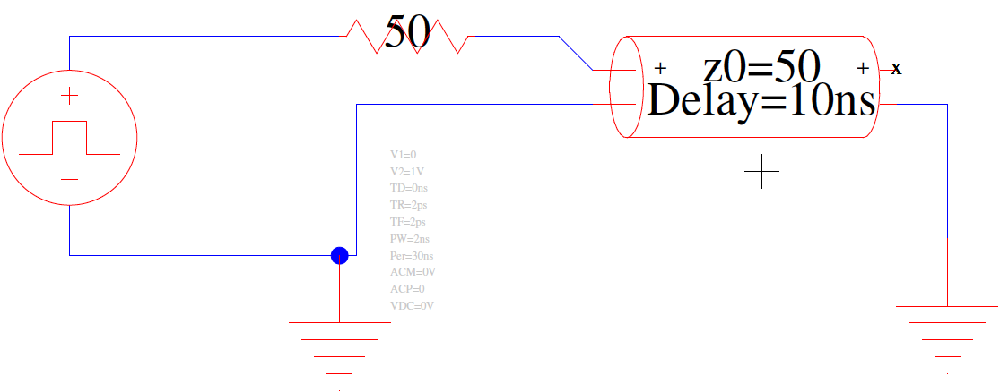 50
+ z0=50 + x
Delay=10ns
V1=0
V2=1V
TD=0ns
TR=2ps
TF=2ps
PW=2ns
Per=30ns
ACM=0V
ACP=0
VDC=0V